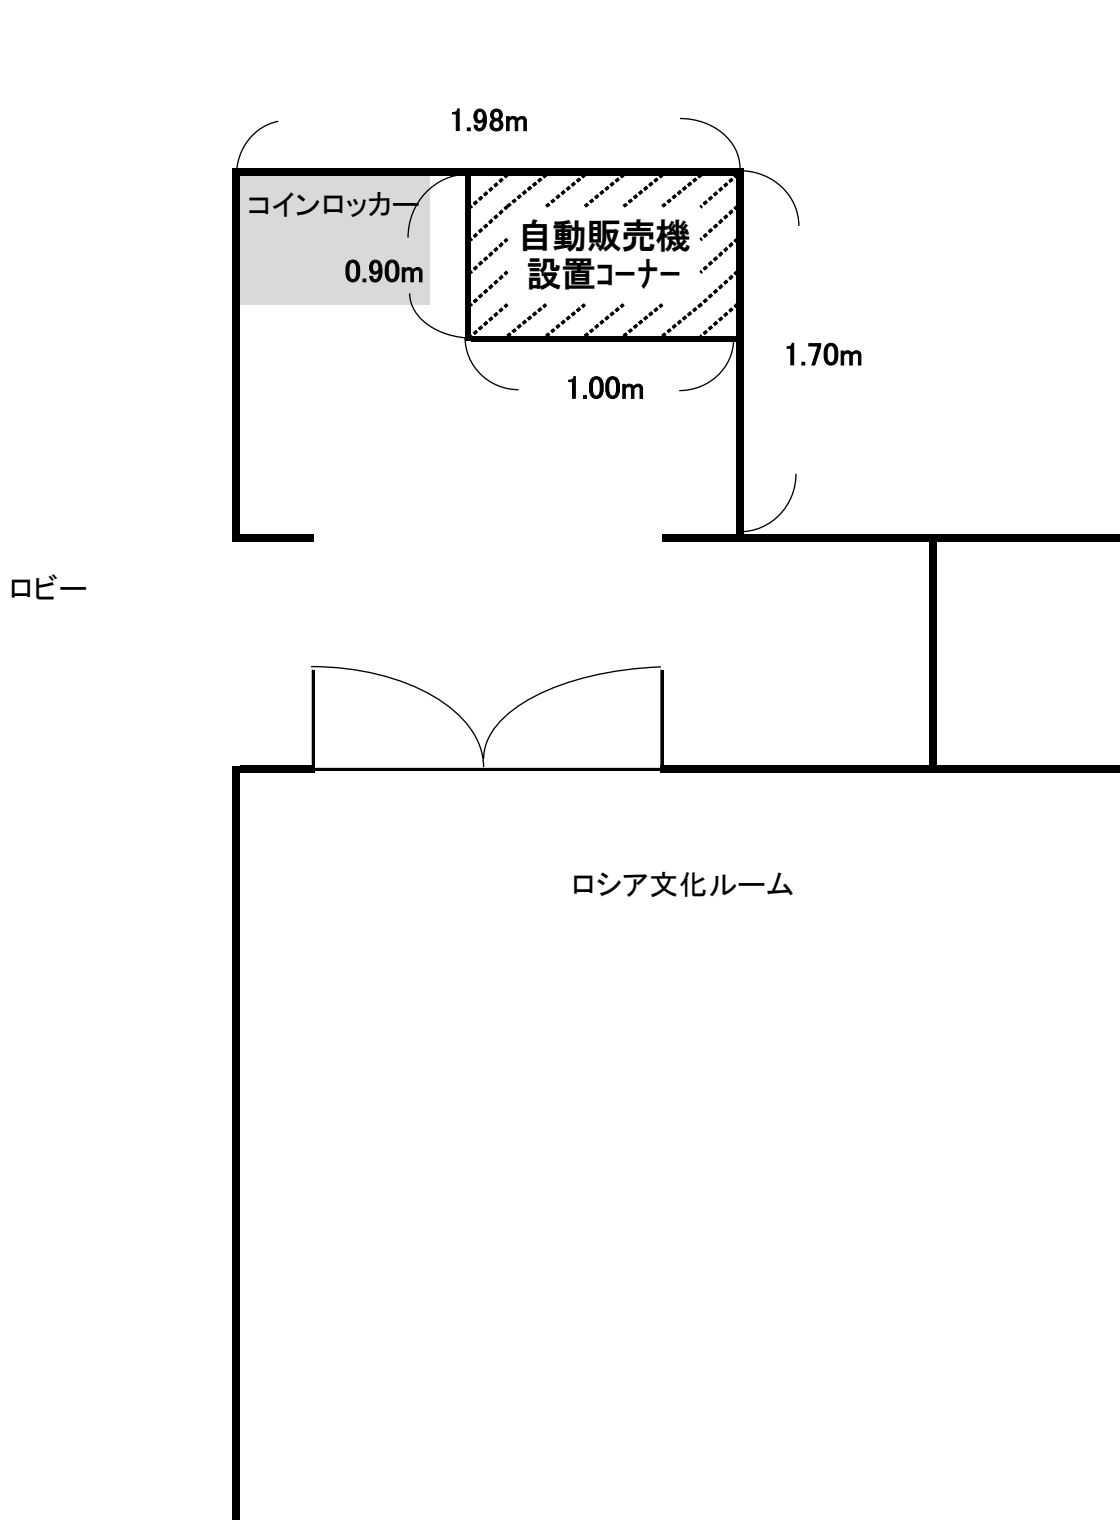 1.98m
コインロッカー
自動販売機
設置ｺｰﾅｰ
0.90m
1.70m
1.00m
ロビー
ロシア文化ルーム